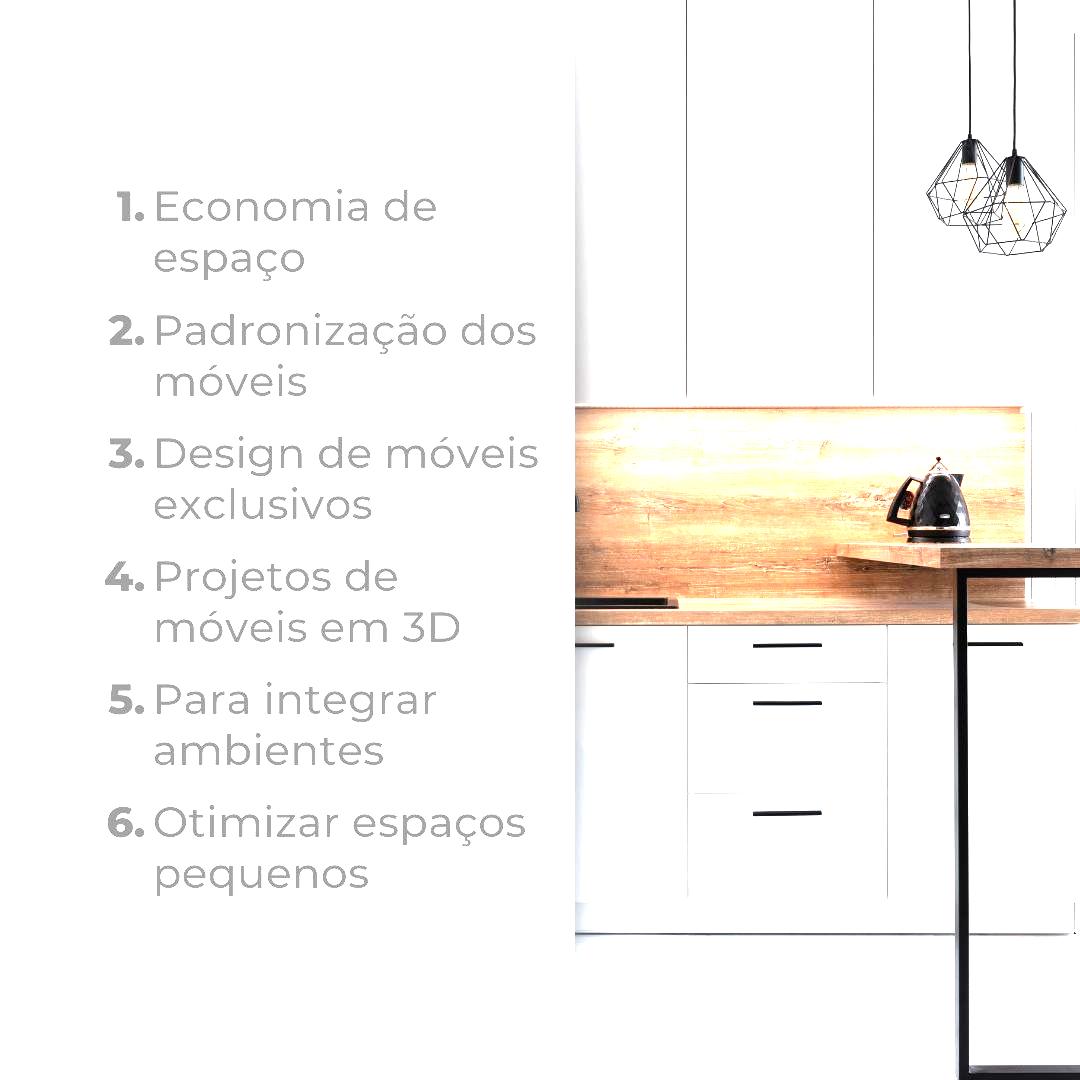 1. Economia de
espaço
2. Padronização dos
móveis
3. Design de móveis
exclusivos
4. Projetos de
móveis em 3D
5. Para integrar
ambientes
6. Otimizar espaços
pequenos